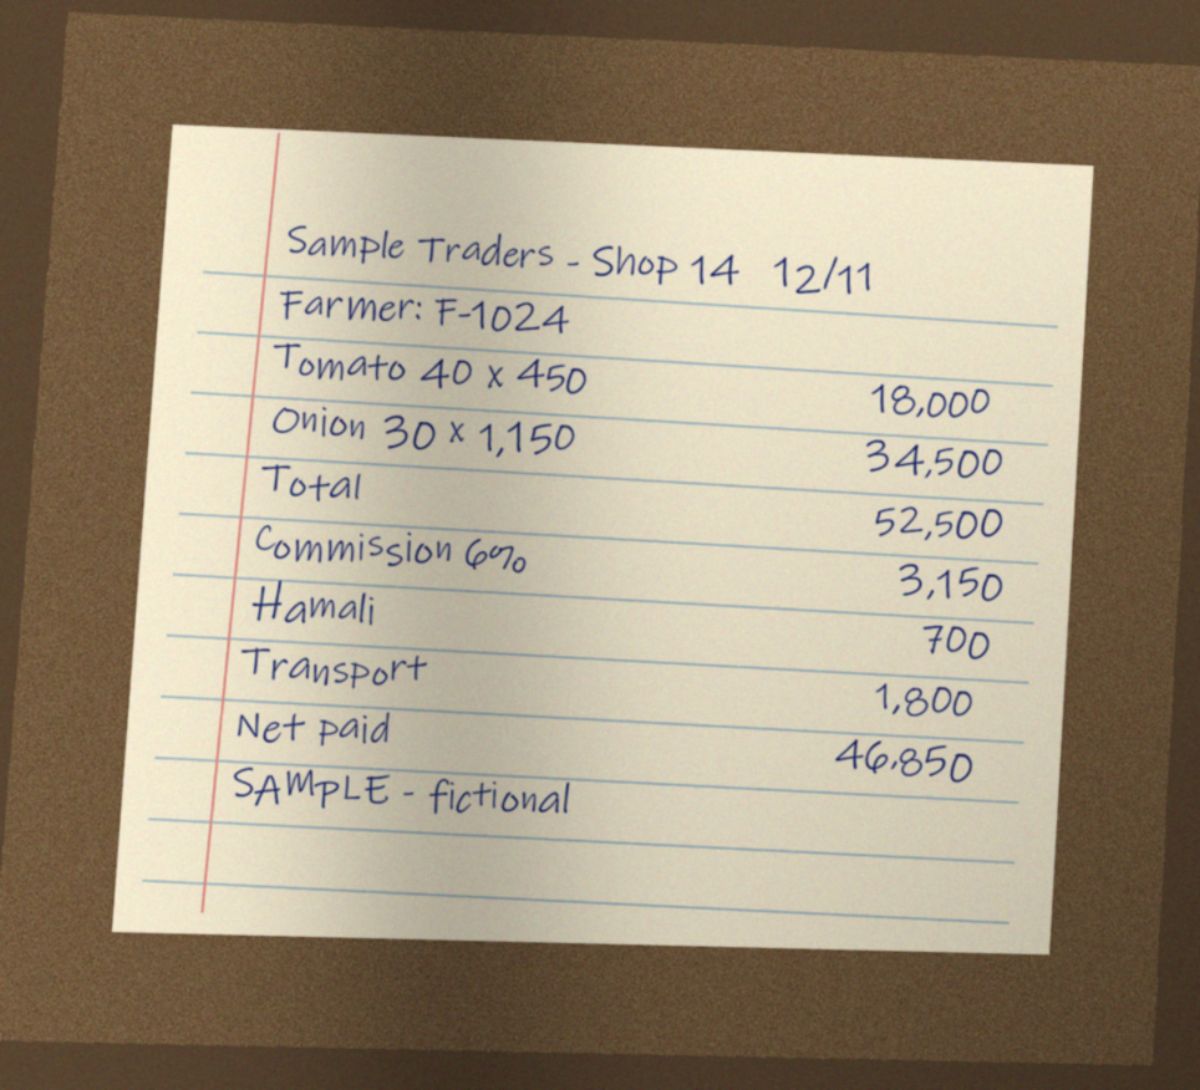 Sample Traders - Shop 14 12/11
Farmer: F-1024
Tomato 40 x 450 18,000
Onion 30 x 1,150 34,500
Total 52,500
Commission 6% 3,150
Hamali 700
Transport 1,800
Net paid 46,850
SAMPLE - fictional